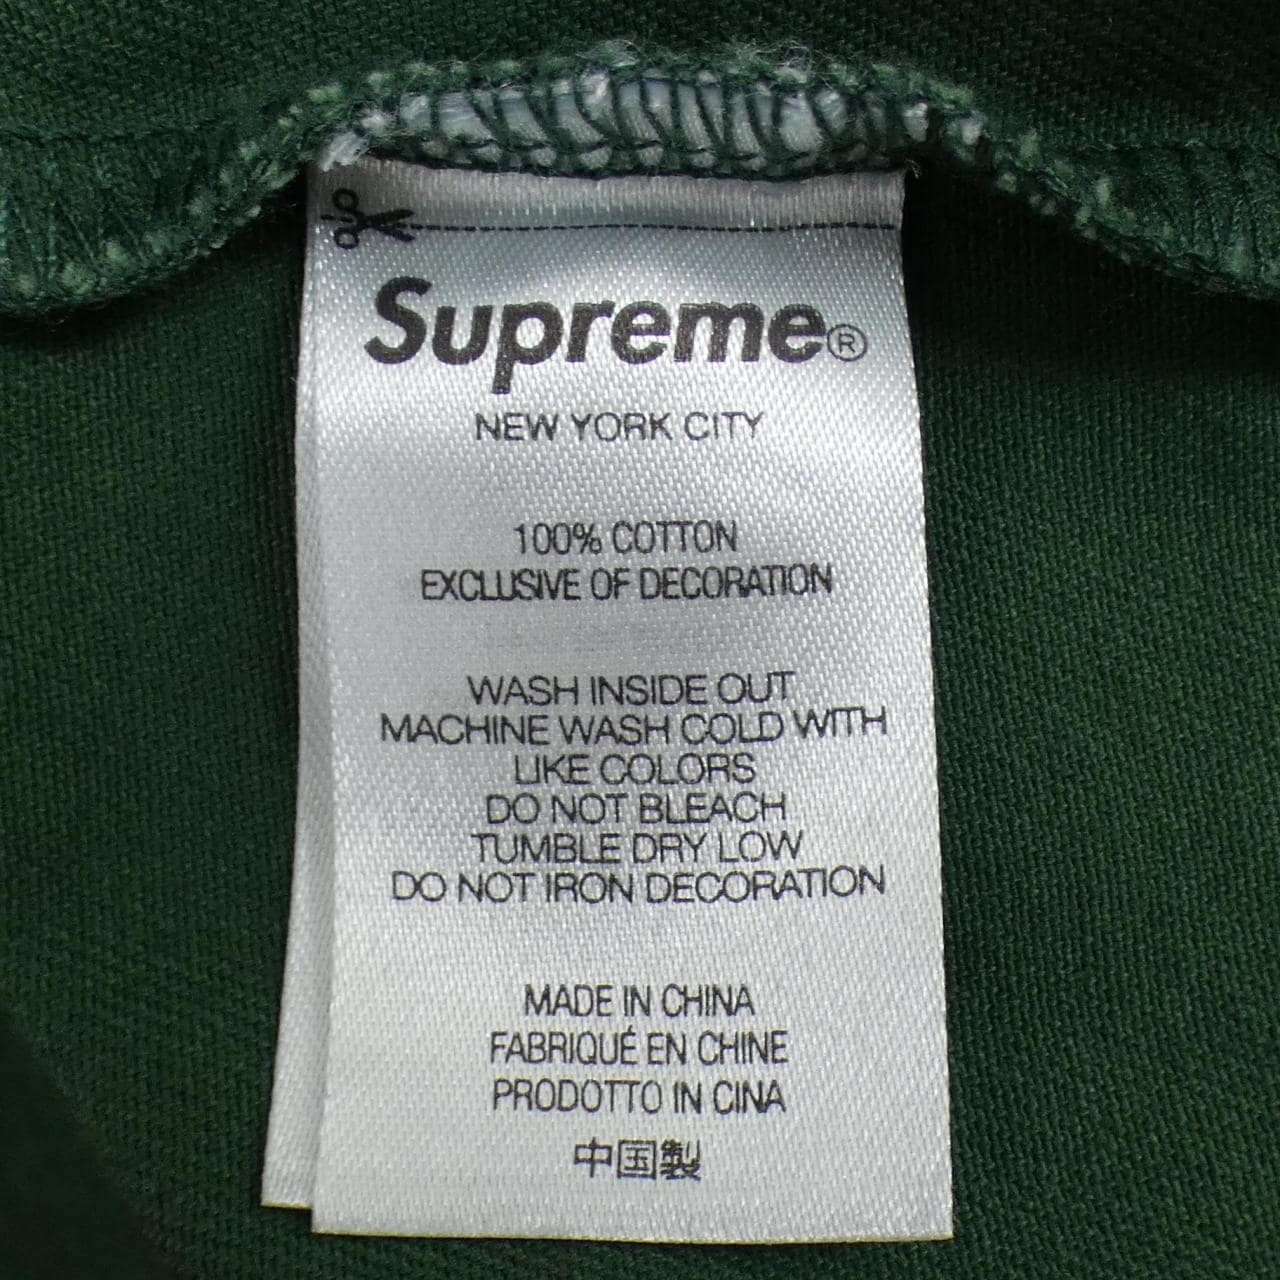 Supreme®
NEW YORK CITY
100% COTTON
EXCLUSIVE OF DECORATION
WASH INSIDE OUT
MACHINE WASH COLD WITH
LIKE COLORS
DO NOT BLEACH
TUMBLE DRY LOW
DO NOT IRON DECORATION
MADE IN CHINA
FABRIQUÉ EN CHINE
PRODOTTO IN CINA
中国製